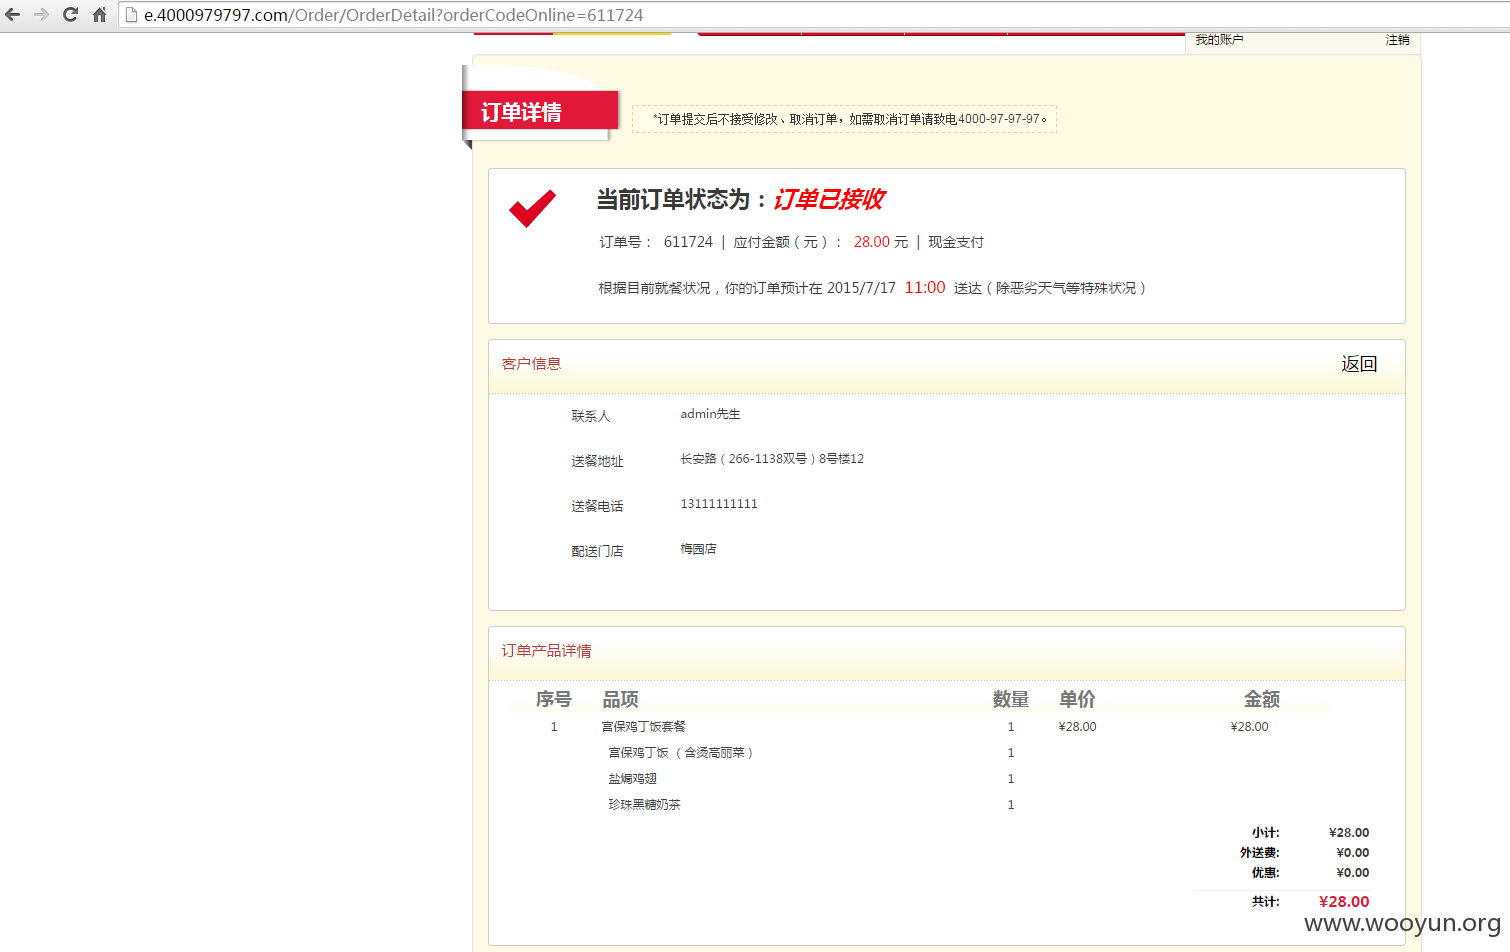 e.4000979797.com/Order/OrderDetail?orderCodeOnline=611724
我的账户 注销
订单详情
*订单提交后不接受修改、取消订单，如需取消订单请致电4000-97-97-97。
当前订单状态为：订单已接收
订单号： 611724 | 应付金额（元）： 28.00 元 | 现金支付
根据目前就餐状况，你的订单预计在 2015/7/17 11:00 送达（除恶劣天气等特殊状况）
客户信息 返回
联系人 admin先生
送餐地址 长安路（266-1138双号）8号楼12
送餐电话 13111111111
配送门店 梅园店
订单产品详情
序号 品项 数量 单价 金额
1 宫保鸡丁饭套餐 1 ¥28.00 ¥28.00
宫保鸡丁饭 （含烫高丽菜） 1
盐焗鸡翅 1
珍珠黑糖奶茶 1
小计: ¥28.00
外送费: ¥0.00
优惠: ¥0.00
共计: ¥28.00
www.wooyun.org